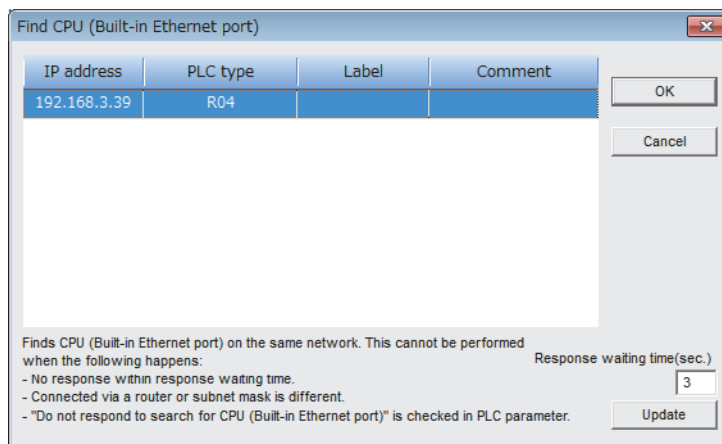 Find CPU (Built-in Ethernet port)
IP address PLC type Label Comment
192.168.3.39 R04
OK
Cancel
Finds CPU (Built-in Ethernet port) on the same network. This cannot be performed
when the following happens:
- No response within response waiting time.
- Connected via a router or subnet mask is different.
- "Do not respond to search for CPU (Built-in Ethernet port)" is checked in PLC parameter.
Response waiting time(sec.)
3
Update